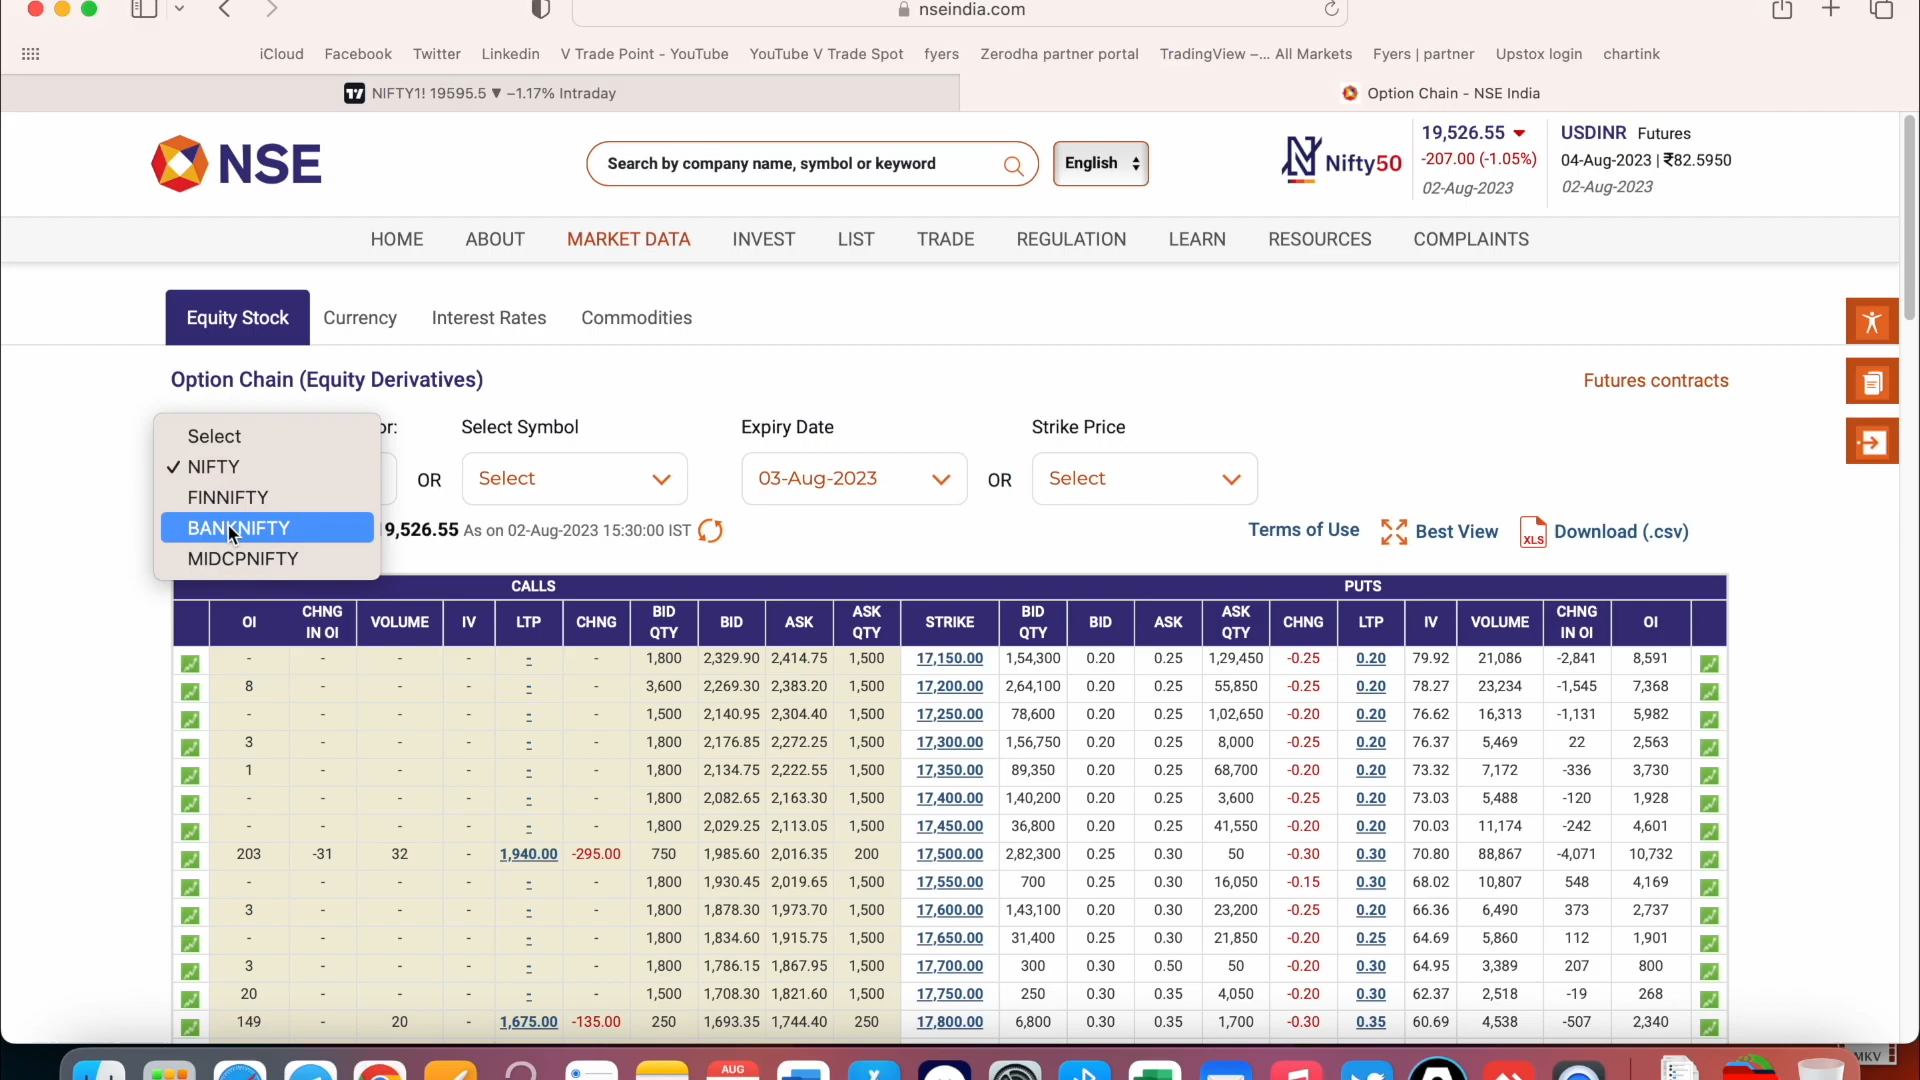 nseindia.com
iCloud Facebook Twitter Linkedin V Trade Point - YouTube YouTube V Trade Spot fyers Zerodha partner portal TradingView –... All Markets Fyers | partner Upstox login chartink
NIFTY1! 19595.5 ▼ −1.17% Intraday
Option Chain - NSE India
NSE
Search by company name, symbol or keyword
English
Nifty50
19,526.55
-207.00 (-1.05%)
02-Aug-2023
USDINR Futures
04-Aug-2023 | ₹82.5950
02-Aug-2023
HOME ABOUT MARKET DATA INVEST LIST TRADE REGULATION LEARN RESOURCES COMPLAINTS
Equity Stock Currency Interest Rates Commodities
Option Chain (Equity Derivatives)
Futures contracts
or: Select Symbol Expiry Date Strike Price
OR Select 03-Aug-2023 OR Select
Select
✓ NIFTY
FINNIFTY
BANKNIFTY
MIDCPNIFTY
9,526.55 As on 02-Aug-2023 15:30:00 IST
Terms of Use Best View XLS Download (.csv)
CALLS PUTS
OI CHNG IN OI VOLUME IV LTP CHNG BID QTY BID ASK ASK QTY STRIKE BID QTY BID ASK ASK QTY CHNG LTP IV VOLUME CHNG IN OI OI
- - - - - - 1,800 2,329.90 2,414.75 1,500 17,150.00 1,54,300 0.20 0.25 1,29,450 -0.25 0.20 79.92 21,086 -2,841 8,591
8 - - - - - 3,600 2,269.30 2,383.20 1,500 17,200.00 2,64,100 0.20 0.25 55,850 -0.25 0.20 78.27 23,234 -1,545 7,368
- - - - - - 1,500 2,140.95 2,304.40 1,500 17,250.00 78,600 0.20 0.25 1,02,650 -0.20 0.20 76.62 16,313 -1,131 5,982
3 - - - - - 1,800 2,176.85 2,272.25 1,500 17,300.00 1,56,750 0.20 0.25 8,000 -0.25 0.20 76.37 5,469 22 2,563
1 - - - - - 1,800 2,134.75 2,222.55 1,500 17,350.00 89,350 0.20 0.25 68,700 -0.20 0.20 73.32 7,172 -336 3,730
- - - - - - 1,800 2,082.65 2,163.30 1,500 17,400.00 1,40,200 0.20 0.25 3,600 -0.25 0.20 73.03 5,488 -120 1,928
- - - - - - 1,800 2,029.25 2,113.05 1,500 17,450.00 36,800 0.20 0.25 41,550 -0.20 0.20 70.03 11,174 -242 4,601
203 -31 32 - 1,940.00 -295.00 750 1,985.60 2,016.35 200 17,500.00 2,82,300 0.25 0.30 50 -0.30 0.30 70.80 88,867 -4,071 10,732
- - - - - - 1,800 1,930.45 2,019.65 1,500 17,550.00 700 0.25 0.30 16,050 -0.15 0.30 68.02 10,807 548 4,169
3 - - - - - 1,800 1,878.30 1,973.70 1,500 17,600.00 1,43,100 0.20 0.30 23,200 -0.25 0.20 66.36 6,490 373 2,737
- - - - - - 1,800 1,834.60 1,915.75 1,500 17,650.00 31,400 0.25 0.30 21,850 -0.20 0.25 64.69 5,860 112 1,901
3 - - - - - 1,800 1,786.15 1,867.95 1,500 17,700.00 300 0.30 0.50 50 -0.20 0.30 64.95 3,389 207 800
20 - - - - - 1,500 1,708.30 1,821.60 1,500 17,750.00 250 0.30 0.35 4,050 -0.20 0.30 62.37 2,518 -19 268
149 - 20 - 1,675.00 -135.00 250 1,693.35 1,744.40 250 17,800.00 6,800 0.30 0.35 1,700 -0.30 0.35 60.69 4,538 -507 2,340
AUG
MKV